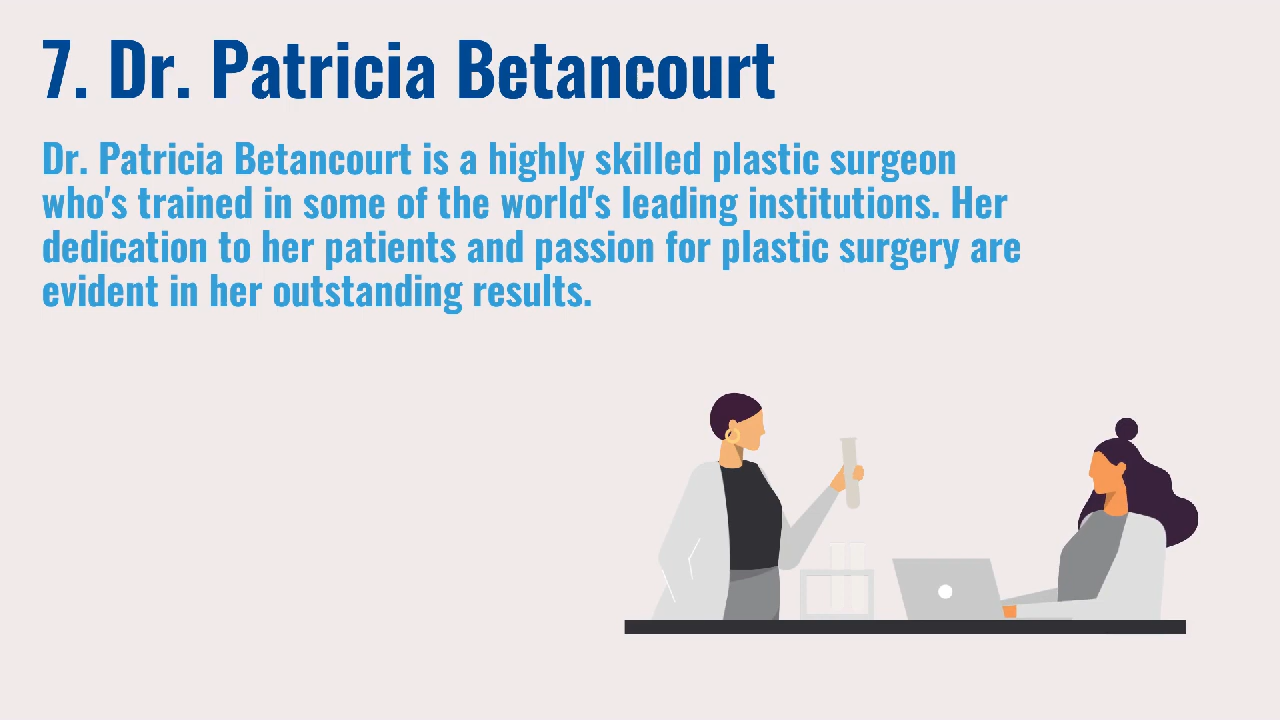 7. Dr. Patricia Betancourt
Dr. Patricia Betancourt is a highly skilled plastic surgeon
who's trained in some of the world's leading institutions. Her
dedication to her patients and passion for plastic surgery are
evident in her outstanding results.